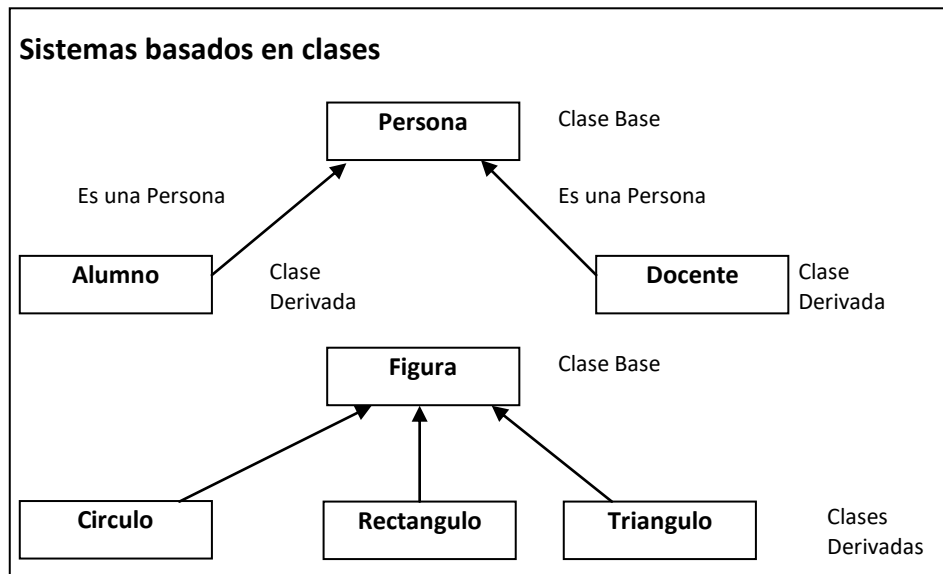 Sistemas basados en clases
Persona
Clase Base
Es una Persona
Es una Persona
Alumno
Clase
Derivada
Docente
Clase
Derivada
Figura
Clase Base
Circulo
Rectangulo
Triangulo
Clases
Derivadas